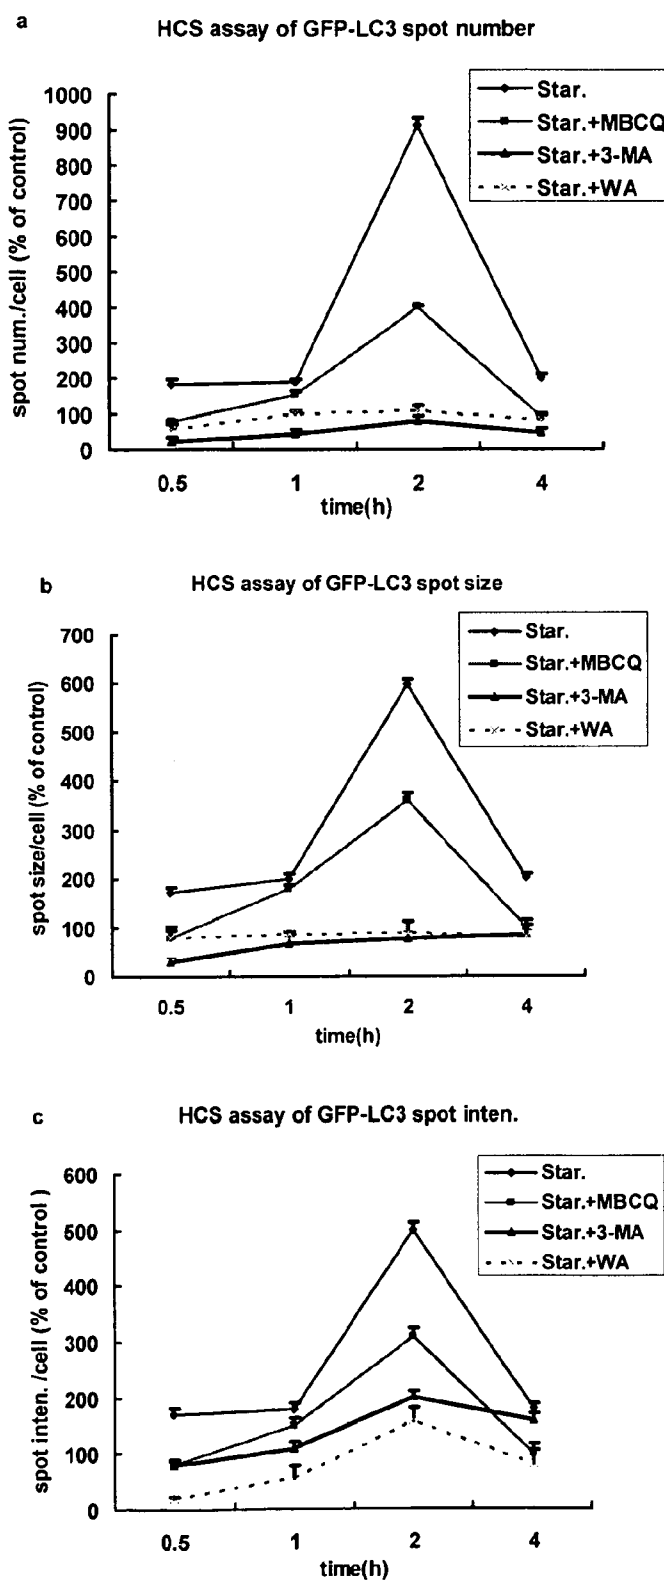 a
HCS assay of GFP-LC3 spot number
Star.
Star.+MBCQ
Star.+3-MA
Star.+WA
spot num./cell (% of control)
1000
900
800
700
600
500
400
300
200
100
0
0.5 1 2 4
time(h)
b
HCS assay of GFP-LC3 spot size
Star.
Star.+MBCQ
Star.+3-MA
Star.+WA
spot size/cell (% of control)
700
600
500
400
300
200
100
0
0.5 1 2 4
time(h)
c
HCS assay of GFP-LC3 spot inten.
Star.
Star.+MBCQ
Star.+3-MA
Star.+WA
spot inten. /cell (% of control )
600
500
400
300
200
100
0
0.5 1 2 4
time(h)